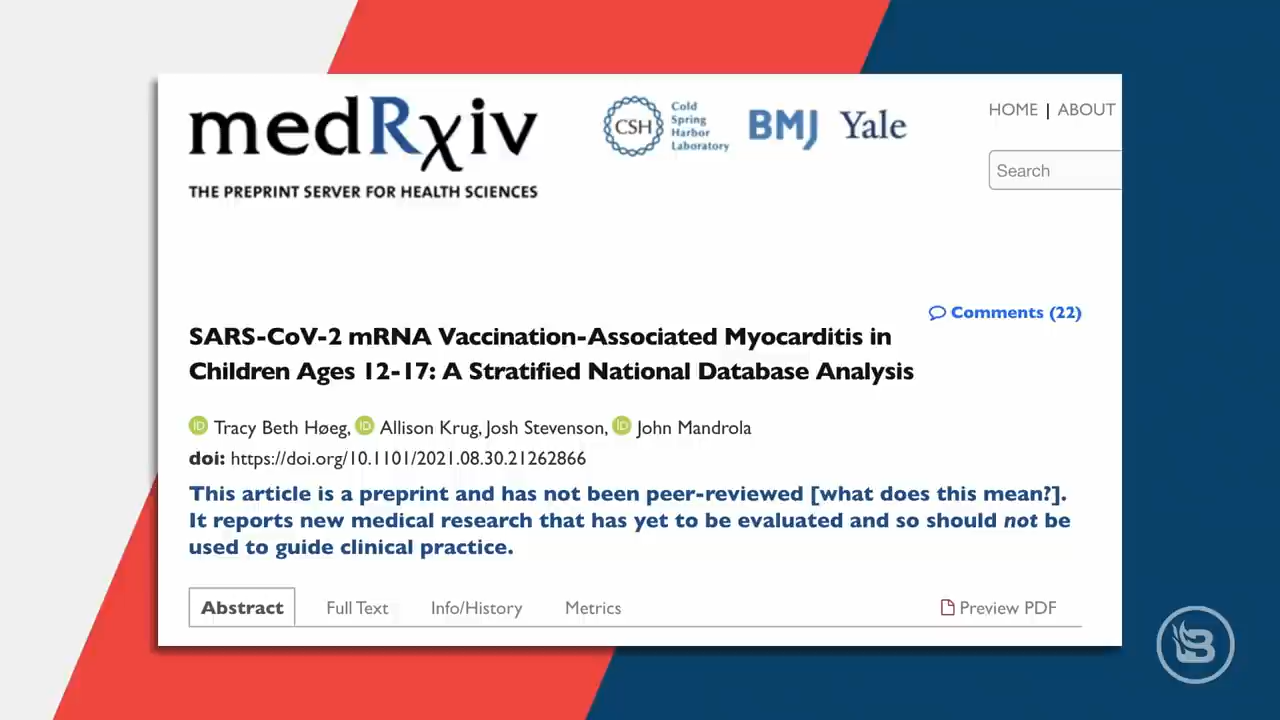 medRxiv
THE PREPRINT SERVER FOR HEALTH SCIENCES
CSH
Cold
Spring
Harbor
Laboratory
BMJ
Yale
HOME | ABOUT
Search
Comments (22)
SARS-CoV-2 mRNA Vaccination-Associated Myocarditis in
Children Ages 12-17: A Stratified National Database Analysis
iD Tracy Beth Høeg, iD Allison Krug, Josh Stevenson, iD John Mandrola
doi: https://doi.org/10.1101/2021.08.30.21262866
This article is a preprint and has not been peer-reviewed [what does this mean?].
It reports new medical research that has yet to be evaluated and so should not be
used to guide clinical practice.
Abstract Full Text Info/History Metrics Preview PDF
B